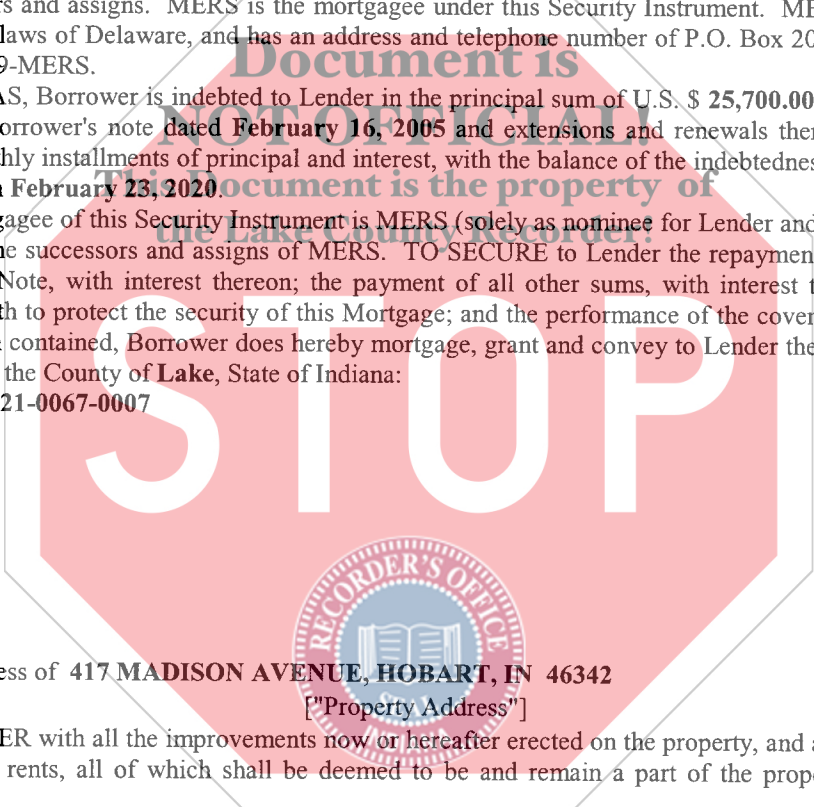 rs and assigns. MERS is the mortgagee under this Security Instrument. ME
laws of Delaware, and has an address and telephone number of P.O. Box 20
9-MERS.
Document is
AS, Borrower is indebted to Lender in the principal sum of U.S. $ 25,700.00
NOT OFFICIAL!
orrower's note dated February 16, 2005 and extensions and renewals ther
hly installments of principal and interest, with the balance of the indebtednes
This Document is the property of
n February 23, 2020.
gagee of this Security Instrument is MERS (solely as nominee for Lender and
the Lake County Recorder!
he successors and assigns of MERS. TO SECURE to Lender the repaymen
Note, with interest thereon; the payment of all other sums, with interest t
th to protect the security of this Mortgage; and the performance of the cover
contained, Borrower does hereby mortgage, grant and convey to Lender the
the County of Lake, State of Indiana:
21-0067-0007
STOP
RECORDER'S OFFICE
ess of 417 MADISON AVENUE, HOBART, IN 46342
SEAL
["Property Address"]
ER with all the improvements now or hereafter erected on the property, and a
rents, all of which shall be deemed to be and remain a part of the prope